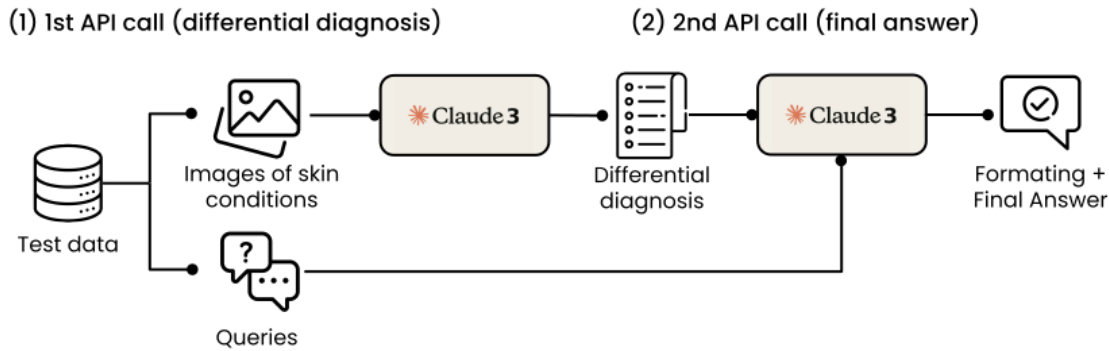 (1) 1st API call (differential diagnosis)
(2) 2nd API call (final answer)
Claude 3
Claude 3
Images of skin
conditions
Differential
diagnosis
Formating +
Final Answer
Test data
?
Queries